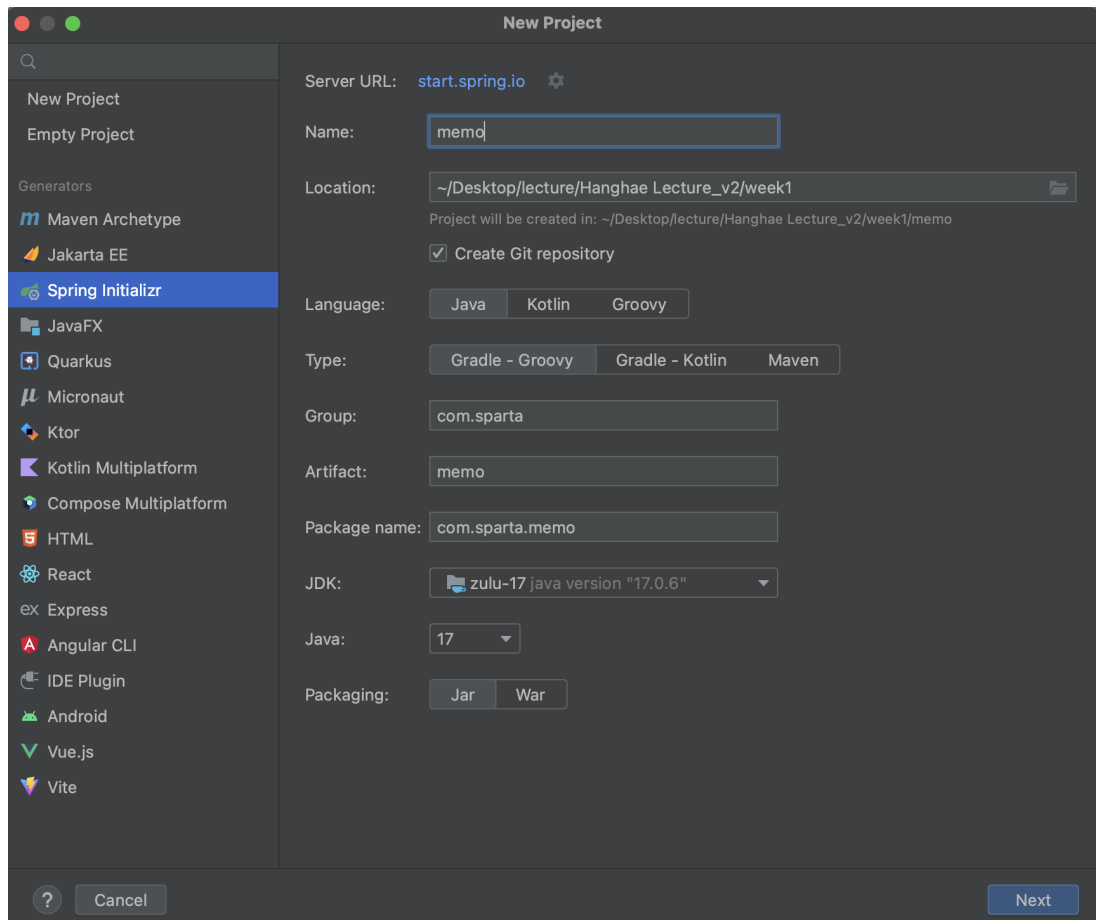 New Project
New Project
Empty Project
Generators
Maven Archetype
Jakarta EE
Spring Initializr
JavaFX
Quarkus
Micronaut
Ktor
Kotlin Multiplatform
Compose Multiplatform
HTML
React
ex Express
Angular CLI
IDE Plugin
Android
Vue.js
Vite
Server URL: start.spring.io
Name: memo
Location: ~/Desktop/lecture/Hanghae Lecture_v2/week1
Project will be created in: ~/Desktop/lecture/Hanghae Lecture_v2/week1/memo
Create Git repository
Language: Java Kotlin Groovy
Type: Gradle - Groovy Gradle - Kotlin Maven
Group: com.sparta
Artifact: memo
Package name: com.sparta.memo
JDK: zulu-17 java version "17.0.6"
Java: 17
Packaging: Jar War
? Cancel Next